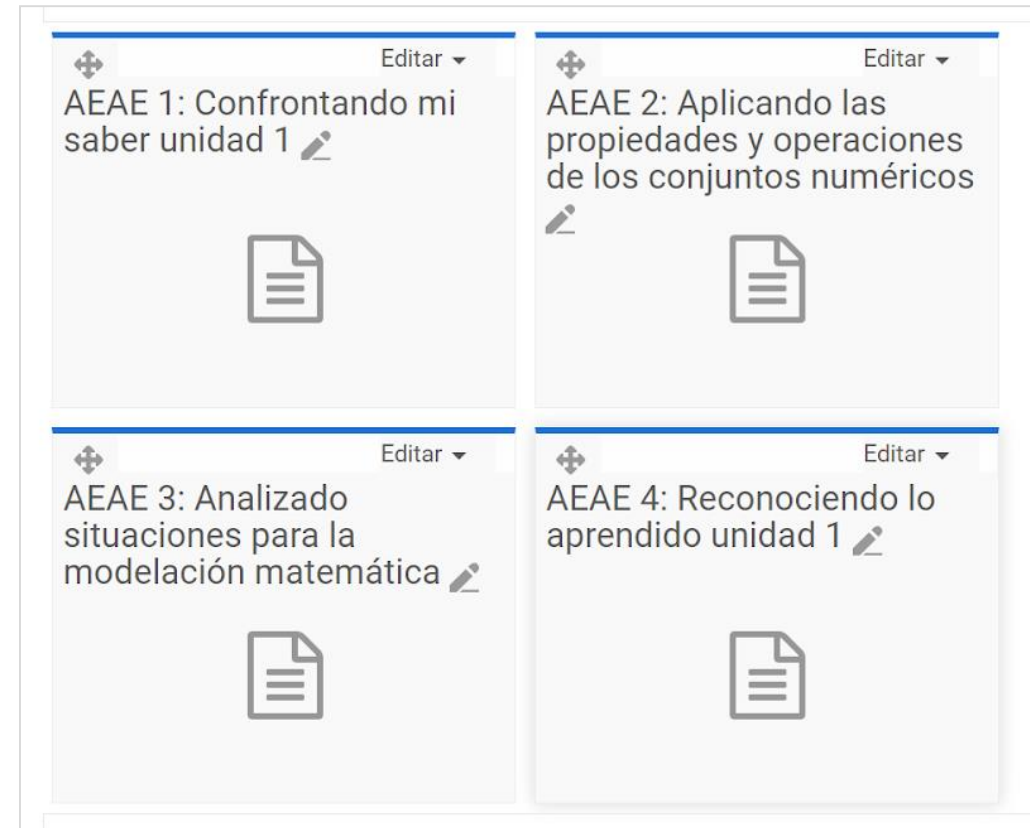 Editar
AEAE 1: Confrontando mi
saber unidad 1
Editar
AEAE 2: Aplicando las
propiedades y operaciones
de los conjuntos numéricos
Editar
AEAE 3: Analizado
situaciones para la
modelación matemática
Editar
AEAE 4: Reconociendo lo
aprendido unidad 1